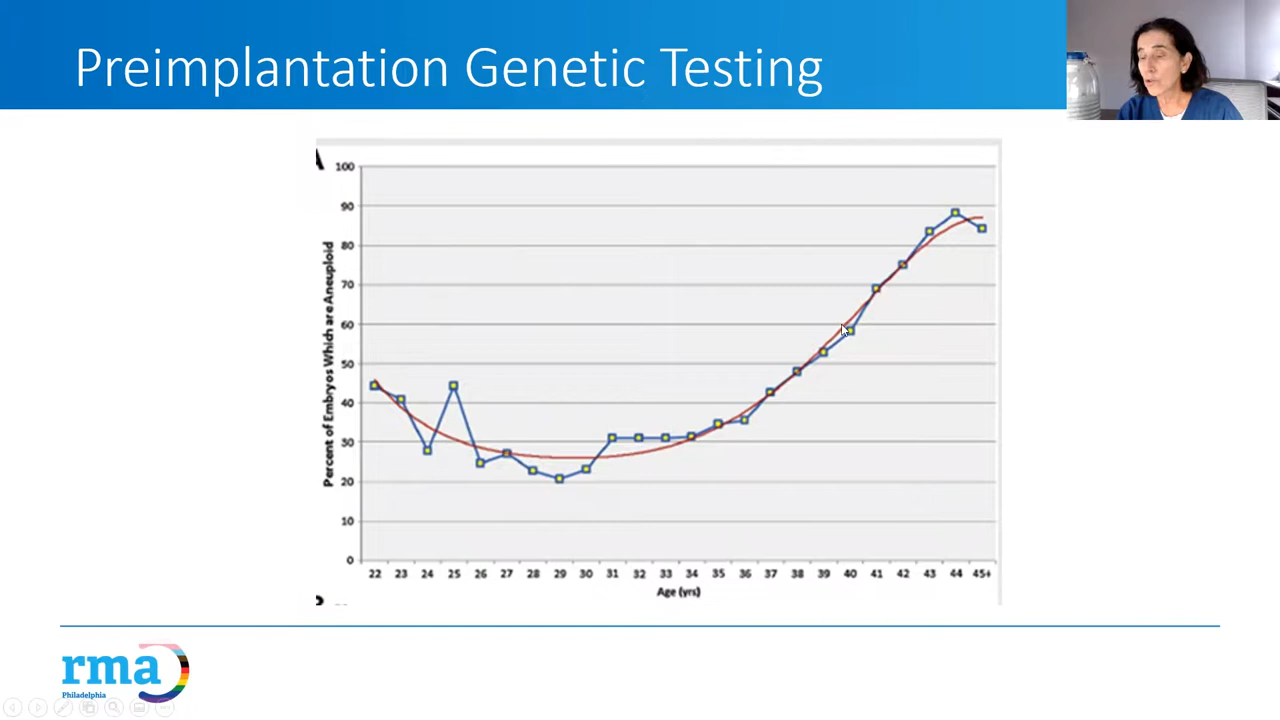 Preimplantation Genetic Testing
A
100
90
80
70
60
50
40
30
20
10
0
Percent of Embryos Which are Aneuploid
22 23 24 25 26 27 28 29 30 31 32 33 34 35 36 37 38 39 40 41 42 43 44 45+
Age (yrs)
rma
Philadelphia